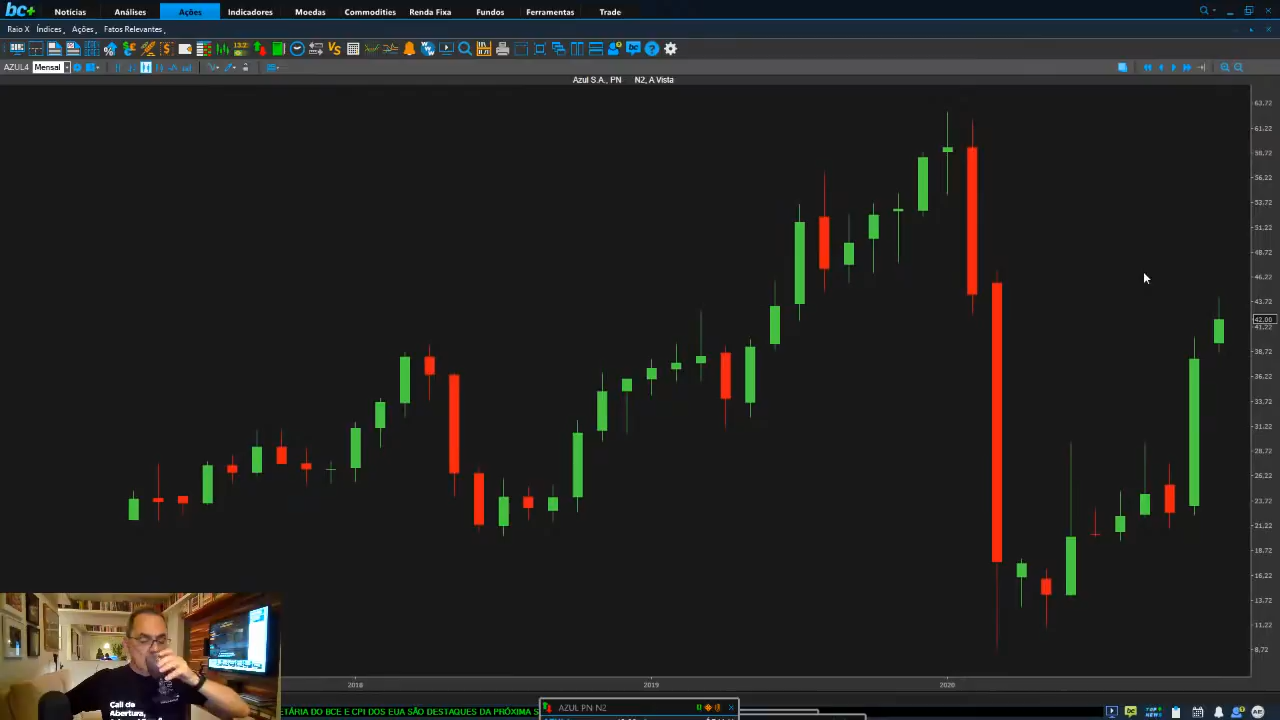 bc+ Notícias Análises Ações Indicadores Moedas Commodities Renda Fixa Fundos Ferramentas Trade
Raio X Índices Ações Fatos Relevantes
AZUL4 Mensal
Azul S.A., PN N2, A Vista
63.72
61.22
58.72
56.22
53.72
51.22
48.72
46.22
43.72
42.00
41.22
38.72
36.22
33.72
31.22
28.72
26.22
23.72
21.22
18.72
16.22
13.72
11.22
8.72
2018 2019 2020
Call de
Abertura,
ETÁRIA DO BCE E CPI DOS EUA SÃO DESTAQUES DA PRÓXIMA S
AZUL PN N2